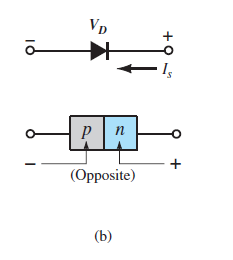 V_D
− +
I_s
p n
− +
(Opposite)
(b)